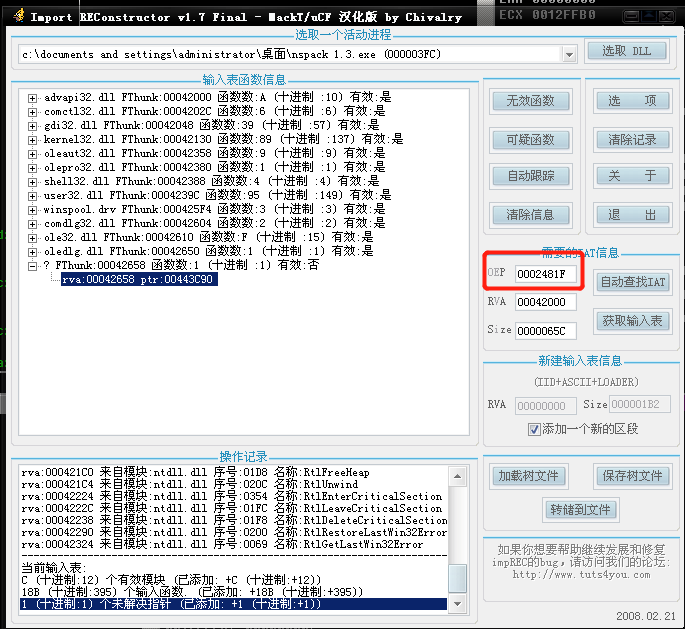 Import REConstructor v1.7 Final - MackT/uCF 汉化版 by Chivalry
ECX 0012FFB0
选取一个活动进程
c:\documents and settings\administrator\桌面\nspack 1.3.exe (000003FC)
选取 DLL
输入表函数信息
advapi32.dll FThunk:00042000 函数数:A (十进制 :10) 有效:是
comctl32.dll FThunk:0004202C 函数数:6 (十进制 :6) 有效:是
gdi32.dll FThunk:00042048 函数数:39 (十进制 :57) 有效:是
kernel32.dll FThunk:00042130 函数数:89 (十进制 :137) 有效:是
oleaut32.dll FThunk:00042358 函数数:9 (十进制 :9) 有效:是
olepro32.dll FThunk:00042380 函数数:1 (十进制 :1) 有效:是
shell32.dll FThunk:00042388 函数数:4 (十进制 :4) 有效:是
user32.dll FThunk:0004239C 函数数:95 (十进制 :149) 有效:是
winspool.drv FThunk:000425F4 函数数:3 (十进制 :3) 有效:是
comdlg32.dll FThunk:00042604 函数数:2 (十进制 :2) 有效:是
ole32.dll FThunk:00042610 函数数:F (十进制 :15) 有效:是
oledlg.dll FThunk:00042650 函数数:1 (十进制 :1) 有效:是
? FThunk:00042658 函数数:1 (十进制 :1) 有效:否
rva:00042658 ptr:00443C90
无效函数
选 项
可疑函数
清除记录
自动跟踪
关 于
清除信息
退 出
需要的IAT信息
OEP 0002481F
自动查找IAT
RVA 00042000
获取输入表
Size 0000065C
新建输入表信息
(IID+ASCII+LOADER)
RVA 00000000 Size 000001B2
添加一个新的区段
操作记录
rva:000421C0 来自模块:ntdll.dll 序号:01D8 名称:RtlFreeHeap
rva:000421C4 来自模块:ntdll.dll 序号:020C 名称:RtlUnwind
rva:00042224 来自模块:ntdll.dll 序号:0354 名称:RtlEnterCriticalSection
rva:0004222C 来自模块:ntdll.dll 序号:01FC 名称:RtlLeaveCriticalSection
rva:00042238 来自模块:ntdll.dll 序号:01F8 名称:RtlDeleteCriticalSection
rva:00042290 来自模块:ntdll.dll 序号:0200 名称:RtlRestoreLastWin32Error
rva:00042324 来自模块:ntdll.dll 序号:0069 名称:RtlGetLastWin32Error
当前输入表:
C (十进制:12) 个有效模块 (已添加: +C (十进制:+12))
18B (十进制:395) 个输入函数. (已添加: +18B (十进制:+395))
1 (十进制:1) 个未解决指针 (已添加: +1 (十进制:+1))
加载树文件
保存树文件
转储到文件
如果你想要帮助继续发展和修复
impREC的bug,请访问我们的论坛:
http://www.tuts4you.com
2008.02.21